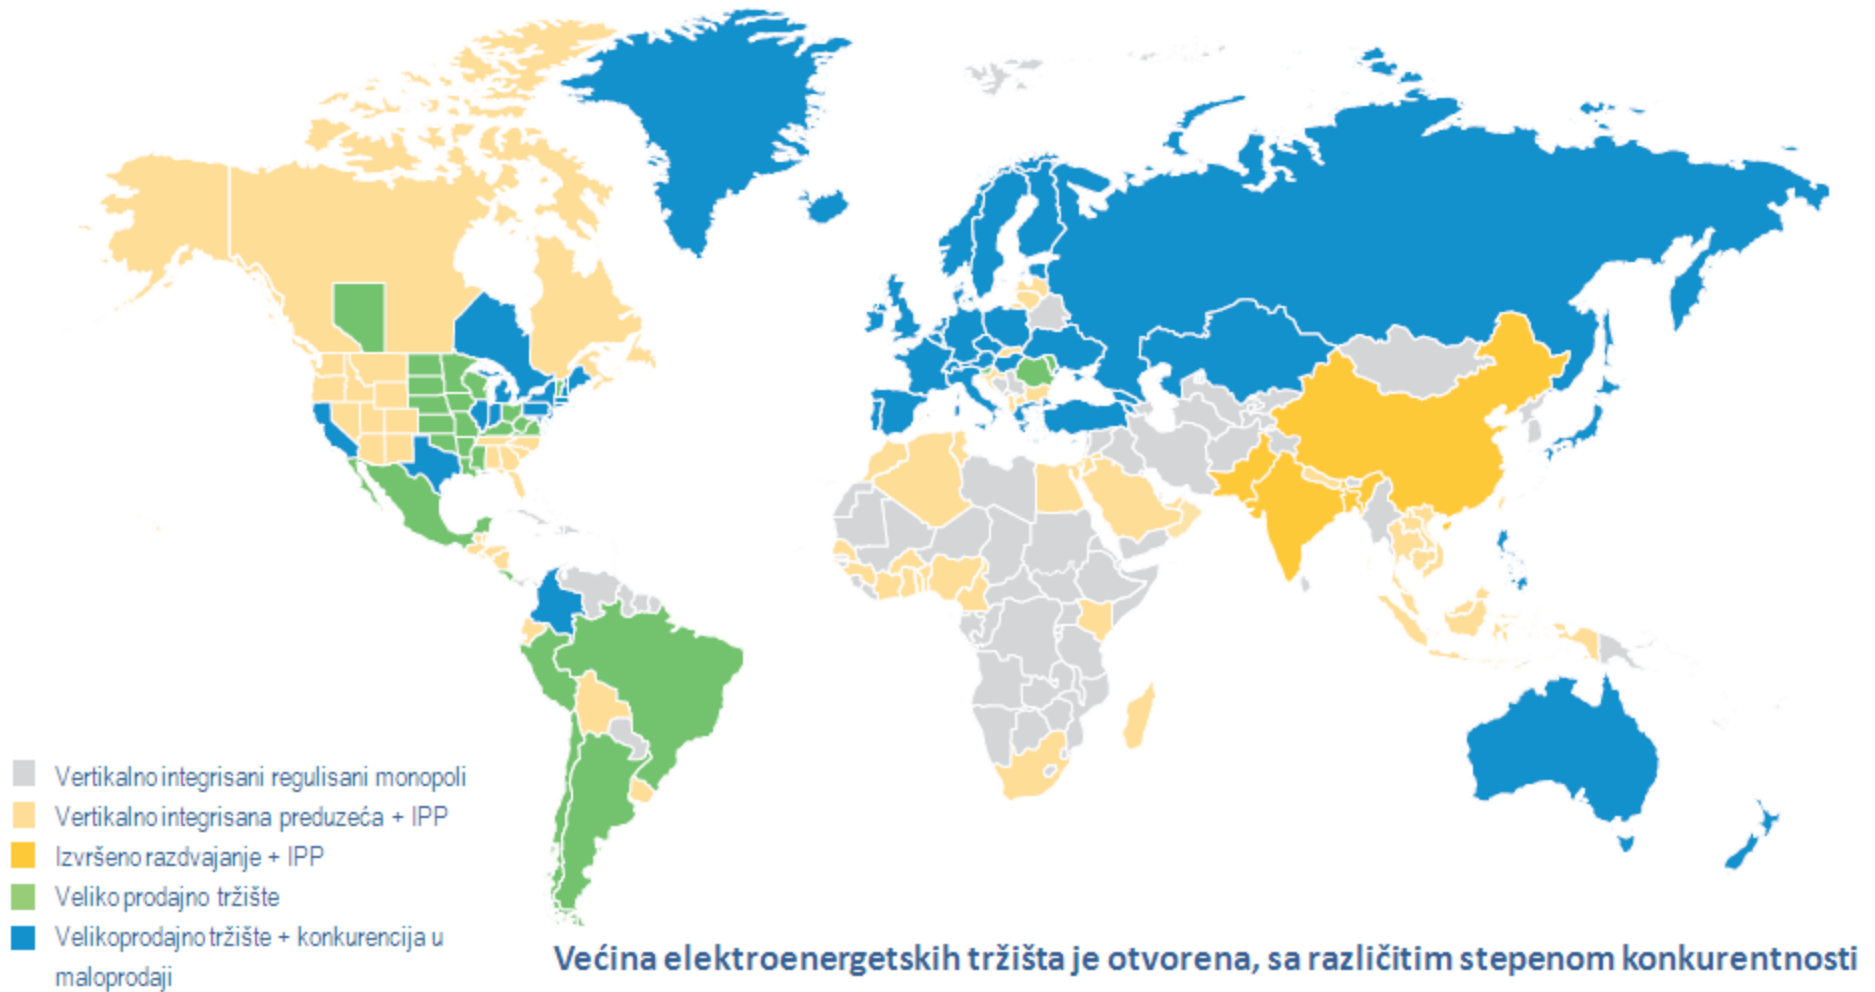 Vertikalno integrisani regulisani monopoli
Vertikalno integrisana preduzeća + IPP
Izvršeno razdvajanje + IPP
Veliko prodajno tržište
Velikoprodajno tržište + konkurencija u
maloprodaji
Većina elektroenergetskih tržišta je otvorena, sa različitim stepenom konkurentnosti